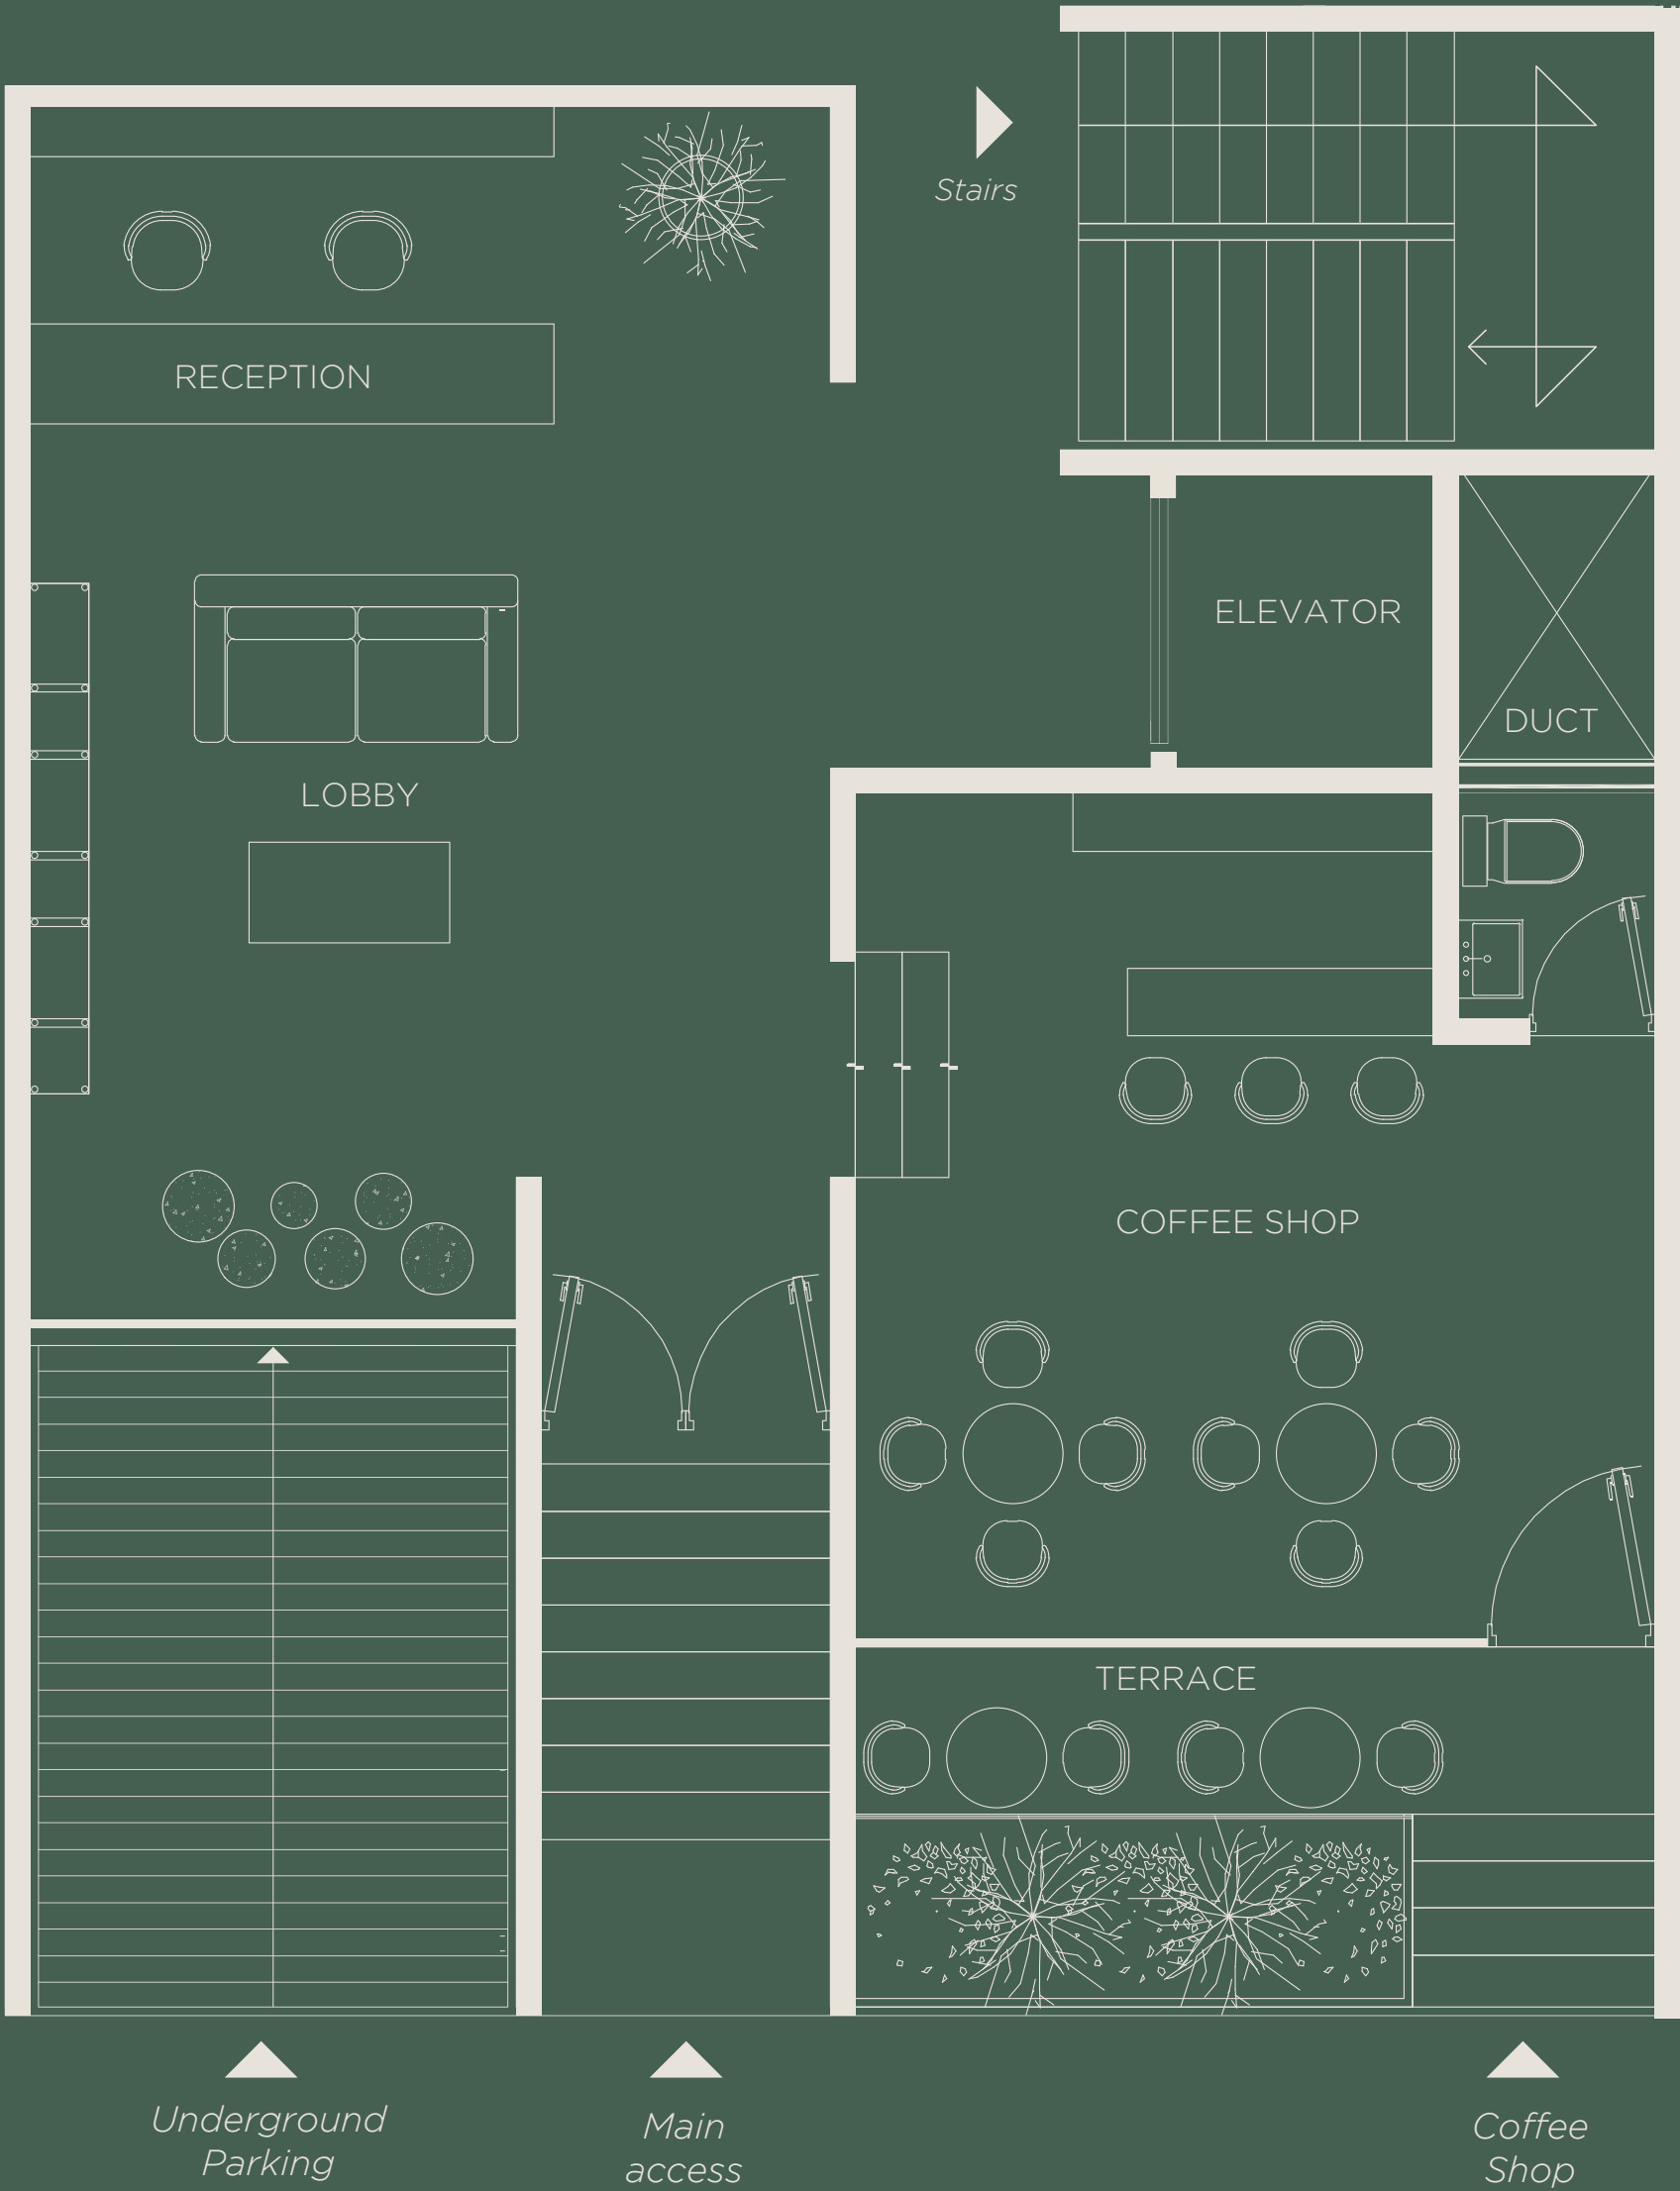 Stairs
RECEPTION
ELEVATOR
DUCT
LOBBY
COFFEE SHOP
TERRACE
Underground
Parking
Main
access
Coffee
Shop